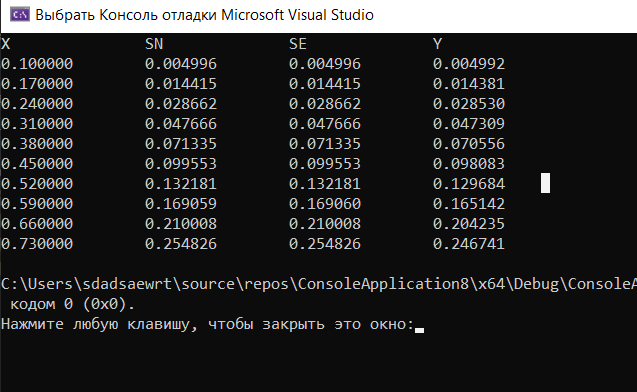 Выбрать Консоль отладки Microsoft Visual Studio
X SN SE Y
0.100000 0.004996 0.004996 0.004992
0.170000 0.014415 0.014415 0.014381
0.240000 0.028662 0.028662 0.028530
0.310000 0.047666 0.047666 0.047309
0.380000 0.071335 0.071335 0.070556
0.450000 0.099553 0.099553 0.098083
0.520000 0.132181 0.132181 0.129684
0.590000 0.169059 0.169060 0.165142
0.660000 0.210008 0.210008 0.204235
0.730000 0.254826 0.254826 0.246741
C:\Users\sdadsaewrt\source\repos\ConsoleApplication8\x64\Debug\ConsoleA
кодом 0 (0x0).
Нажмите любую клавишу, чтобы закрыть это окно: